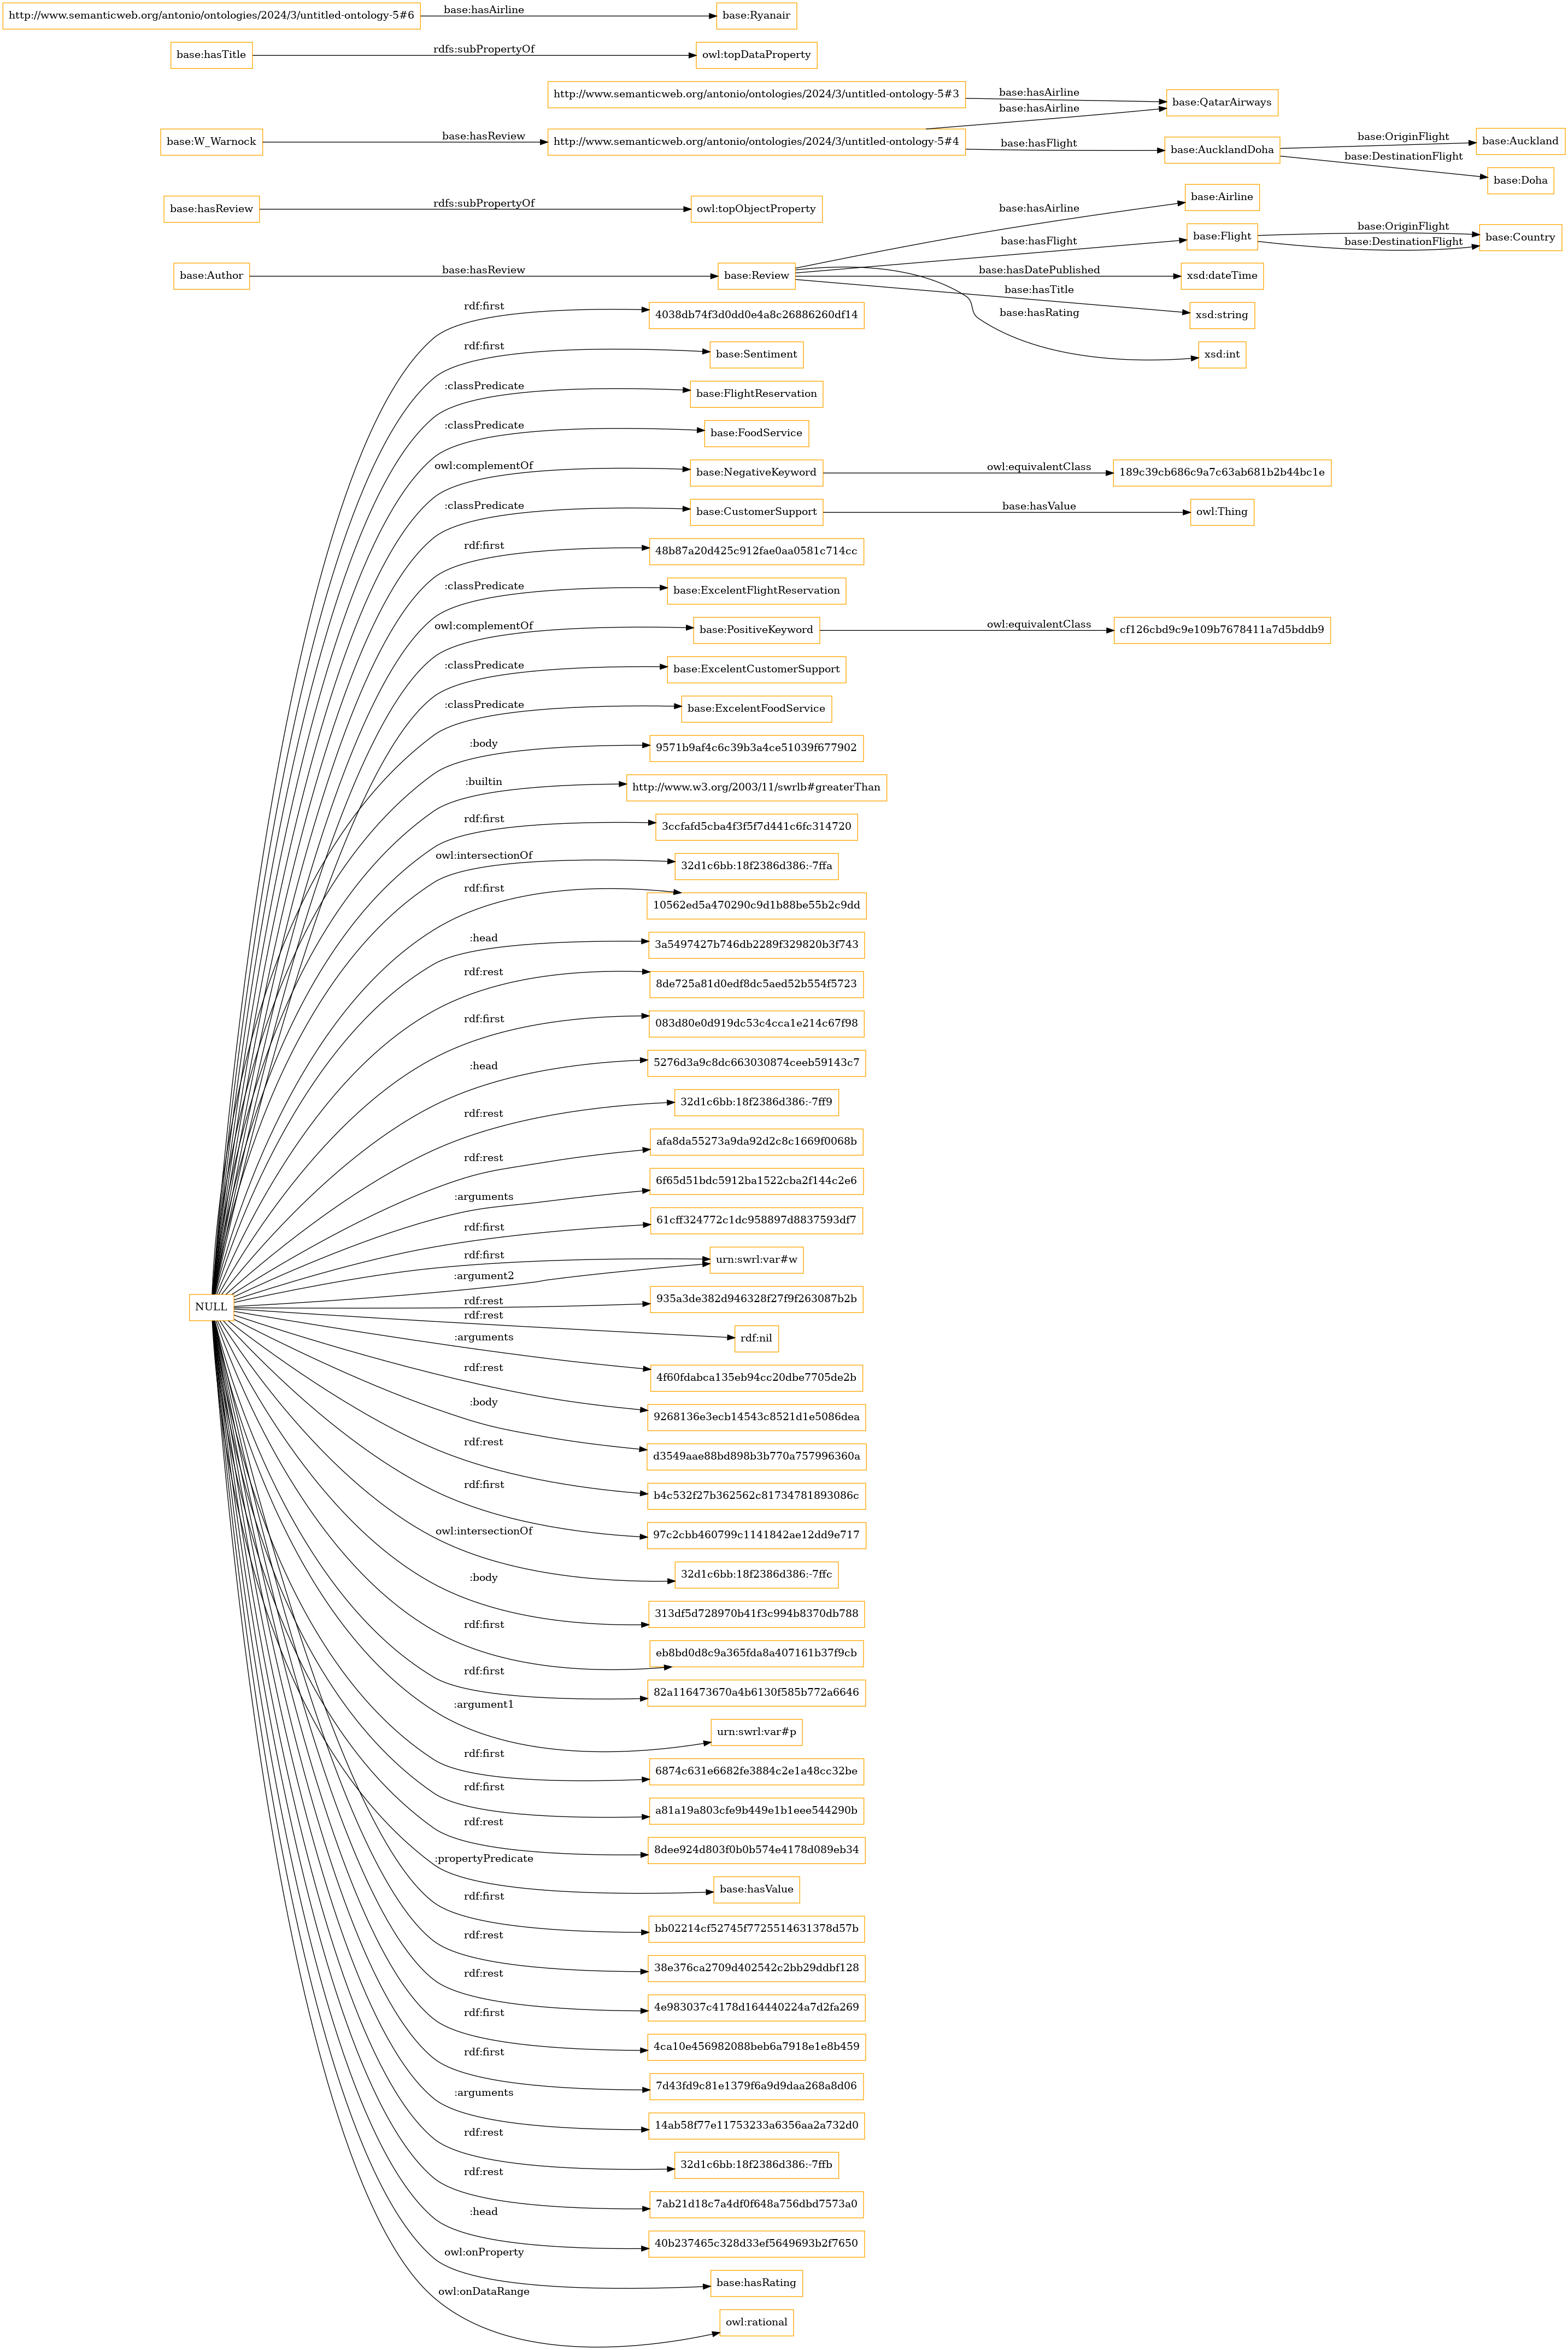 http://www.semanticweb.org/antonio/ontologies/2024/3/untitled-ontology-5#6
base:hasAirline
base:Ryanair
base:hasTitle
rdfs:subPropertyOf
owl:topDataProperty
http://www.semanticweb.org/antonio/ontologies/2024/3/untitled-ontology-5#3
base:hasAirline
base:QatarAirways
base:hasAirline
base:W_Warnock
base:hasReview
http://www.semanticweb.org/antonio/ontologies/2024/3/untitled-ontology-5#4
base:hasFlight
base:AucklandDoha
base:OriginFlight
base:Auckland
base:DestinationFlight
base:Doha
base:hasReview
rdfs:subPropertyOf
owl:topObjectProperty
base:hasAirline
base:Airline
base:Author
base:hasReview
base:Review
base:hasFlight
base:Flight
base:OriginFlight
base:DestinationFlight
base:Country
base:hasDatePublished
xsd:dateTime
base:hasTitle
xsd:string
base:hasRating
xsd:int
rdf:first
4038db74f3d0dd0e4a8c26886260df14
rdf:first
base:Sentiment
:classPredicate
base:FlightReservation
:classPredicate
base:FoodService
owl:complementOf
base:NegativeKeyword
owl:equivalentClass
189c39cb686c9a7c63ab681b2b44bc1e
:classPredicate
base:CustomerSupport
base:hasValue
owl:Thing
rdf:first
48b87a20d425c912fae0aa0581c714cc
:classPredicate
base:ExcelentFlightReservation
owl:complementOf
base:PositiveKeyword
owl:equivalentClass
cf126cbd9c9e109b7678411a7d5bddb9
:classPredicate
base:ExcelentCustomerSupport
:classPredicate
base:ExcelentFoodService
:body
9571b9af4c6c39b3a4ce51039f677902
:builtin
http://www.w3.org/2003/11/swrlb#greaterThan
rdf:first
3ccfafd5cba4f3f5f7d441c6fc314720
owl:intersectionOf
32d1c6bb:18f2386d386:-7ffa
rdf:first
10562ed5a470290c9d1b88be55b2c9dd
:head
3a5497427b746db2289f329820b3f743
rdf:rest
8de725a81d0edf8dc5aed52b554f5723
rdf:first
083d80e0d919dc53c4cca1e214c67f98
:head
5276d3a9c8dc663030874ceeb59143c7
rdf:rest
32d1c6bb:18f2386d386:-7ff9
rdf:rest
afa8da55273a9da92d2c8c1669f0068b
:arguments
6f65d51bdc5912ba1522cba2f144c2e6
rdf:first
61cff324772c1dc958897d8837593df7
rdf:first
urn:swrl:var#w
:argument2
NULL
rdf:rest
935a3de382d946328f27f9f263087b2b
rdf:rest
rdf:nil
:arguments
4f60fdabca135eb94cc20dbe7705de2b
rdf:rest
9268136e3ecb14543c8521d1e5086dea
:body
d3549aae88bd898b3b770a757996360a
rdf:rest
b4c532f27b362562c81734781893086c
rdf:first
97c2cbb460799c1141842ae12dd9e717
owl:intersectionOf
32d1c6bb:18f2386d386:-7ffc
:body
313df5d728970b41f3c994b8370db788
rdf:first
eb8bd0d8c9a365fda8a407161b37f9cb
rdf:first
82a116473670a4b6130f585b772a6646
:argument1
urn:swrl:var#p
rdf:first
6874c631e6682fe3884c2e1a48cc32be
rdf:first
a81a19a803cfe9b449e1b1eee544290b
rdf:rest
8dee924d803f0b0b574e4178d089eb34
:propertyPredicate
base:hasValue
rdf:first
bb02214cf52745f7725514631378d57b
rdf:rest
38e376ca2709d402542c2bb29ddbf128
rdf:rest
4e983037c4178d164440224a7d2fa269
rdf:first
4ca10e456982088beb6a7918e1e8b459
rdf:first
7d43fd9c81e1379f6a9d9daa268a8d06
:arguments
14ab58f77e11753233a6356aa2a732d0
rdf:rest
32d1c6bb:18f2386d386:-7ffb
rdf:rest
7ab21d18c7a4df0f648a756dbd7573a0
:head
40b237465c328d33ef5649693b2f7650
owl:onProperty
base:hasRating
owl:onDataRange
owl:rational